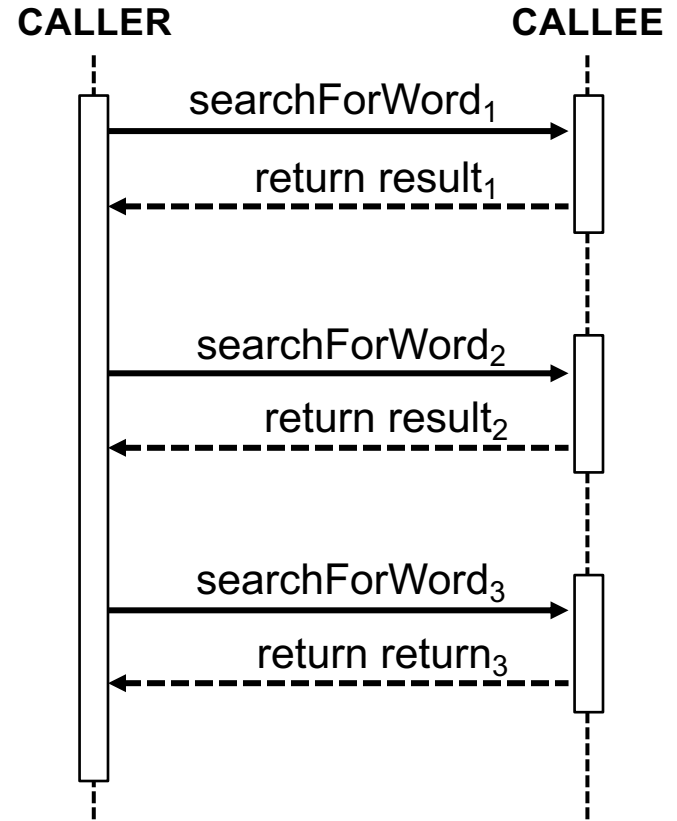 CALLER CALLEE
searchForWord₁
return result₁
searchForWord₂
return result₂
searchForWord₃
return return₃